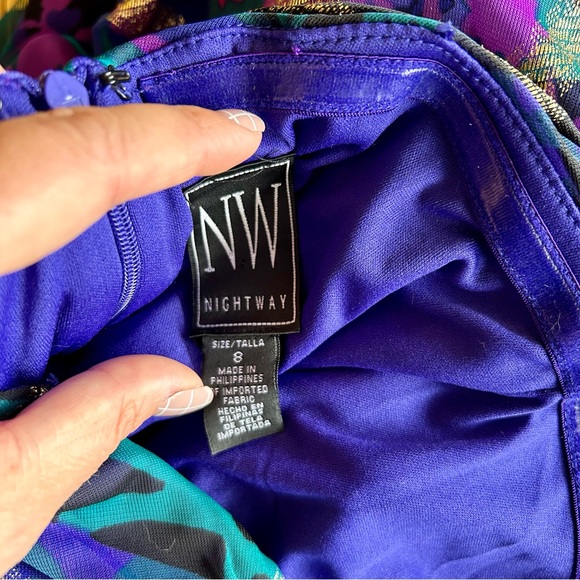 NW
NIGHTWAY
SIZE/TALLA
8
MADE IN
PHILIPPINES
OF IMPORTED
FABRIC
HECHO EN
FILIPINAS
DE TELA
IMPORTADA